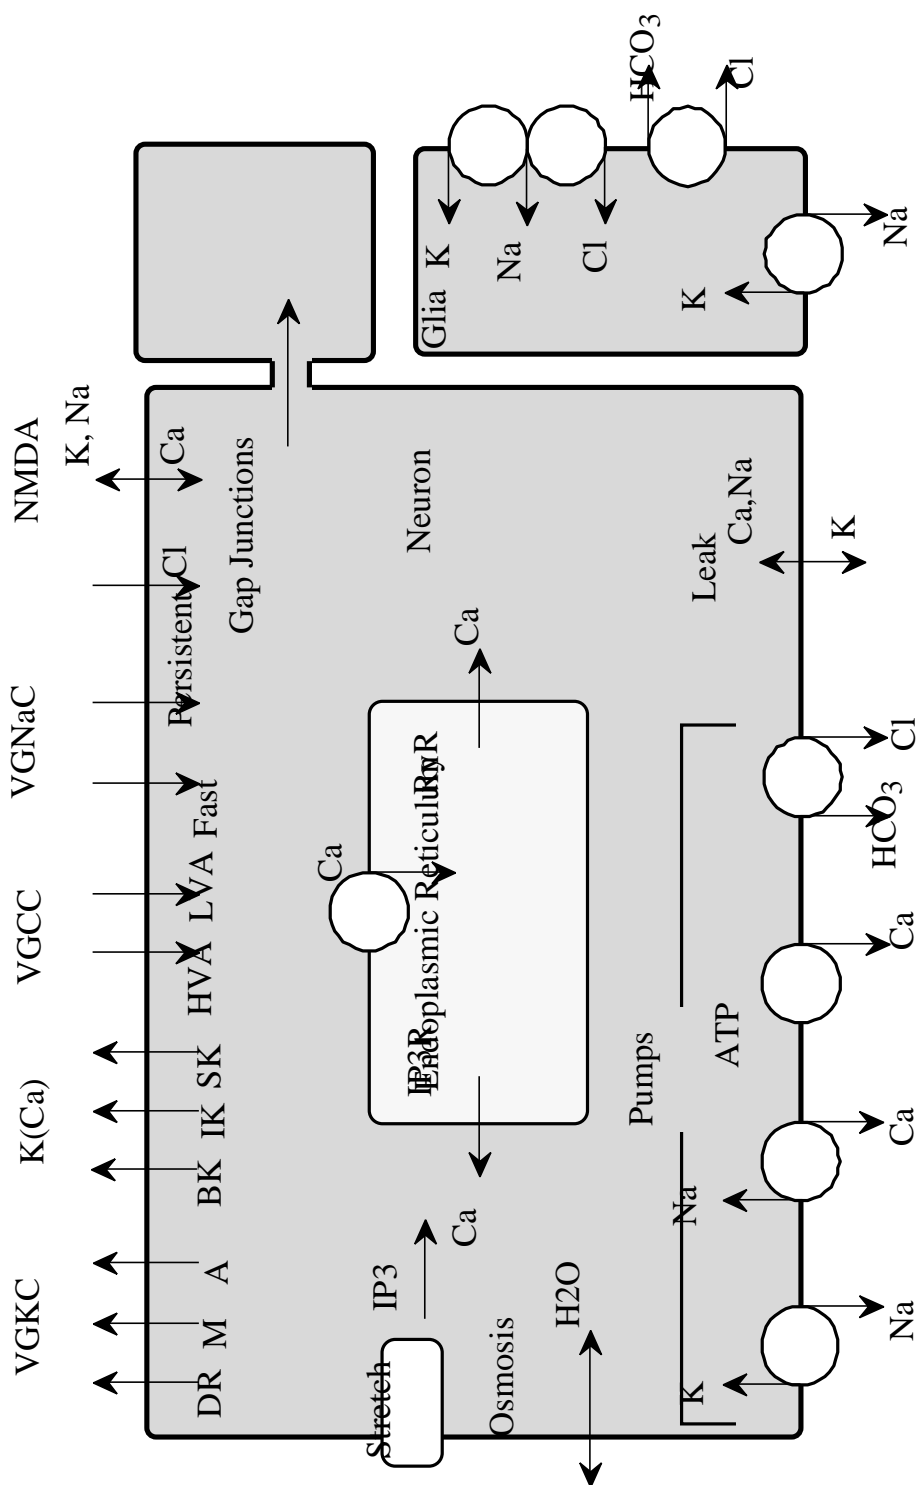 VGKC
K(Ca)
VGCC
VGNaC
NMDA
K, Na
DR
M
A
BK
IK
SK
HVA
LVA
Fast
Persistent
Cl
Ca
Gap Junctions
Stretch
IP3
Ca
Ca
IP3R
Endoplasmic Reticulum
RyR
Ca
Neuron
Glia
K
Na
Cl
HCO3
Cl
K
Na
Osmosis
H2O
Pumps
ATP
K
Na
Na
Ca
Ca
HCO3
Cl
Leak
Ca,Na
K